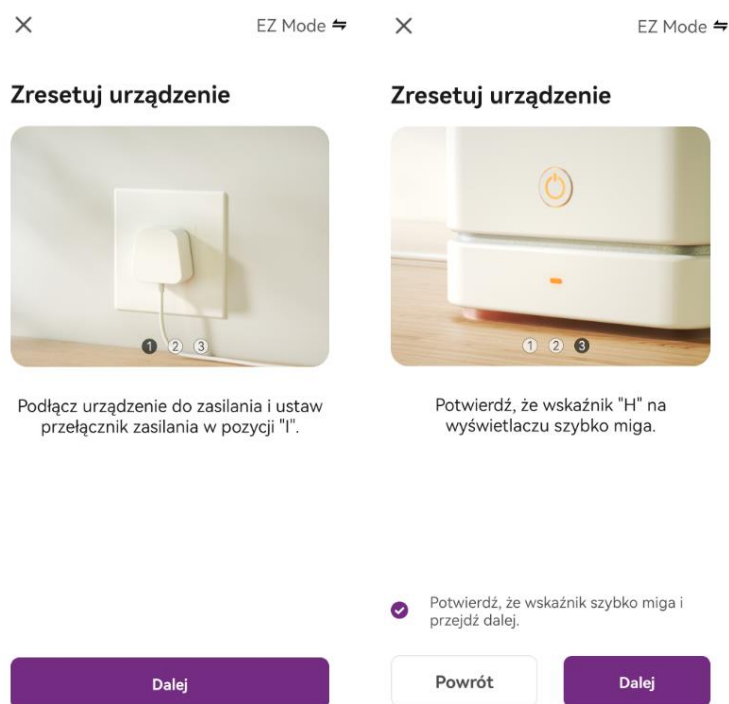 EZ Mode
Zresetuj urządzenie
1 2 3
Podłącz urządzenie do zasilania i ustaw
przełącznik zasilania w pozycji "I".
Dalej
EZ Mode
Zresetuj urządzenie
1 2 3
Potwierdź, że wskaźnik "H" na
wyświetlaczu szybko miga.
Potwierdź, że wskaźnik szybko miga i
przejdź dalej.
Powrót
Dalej